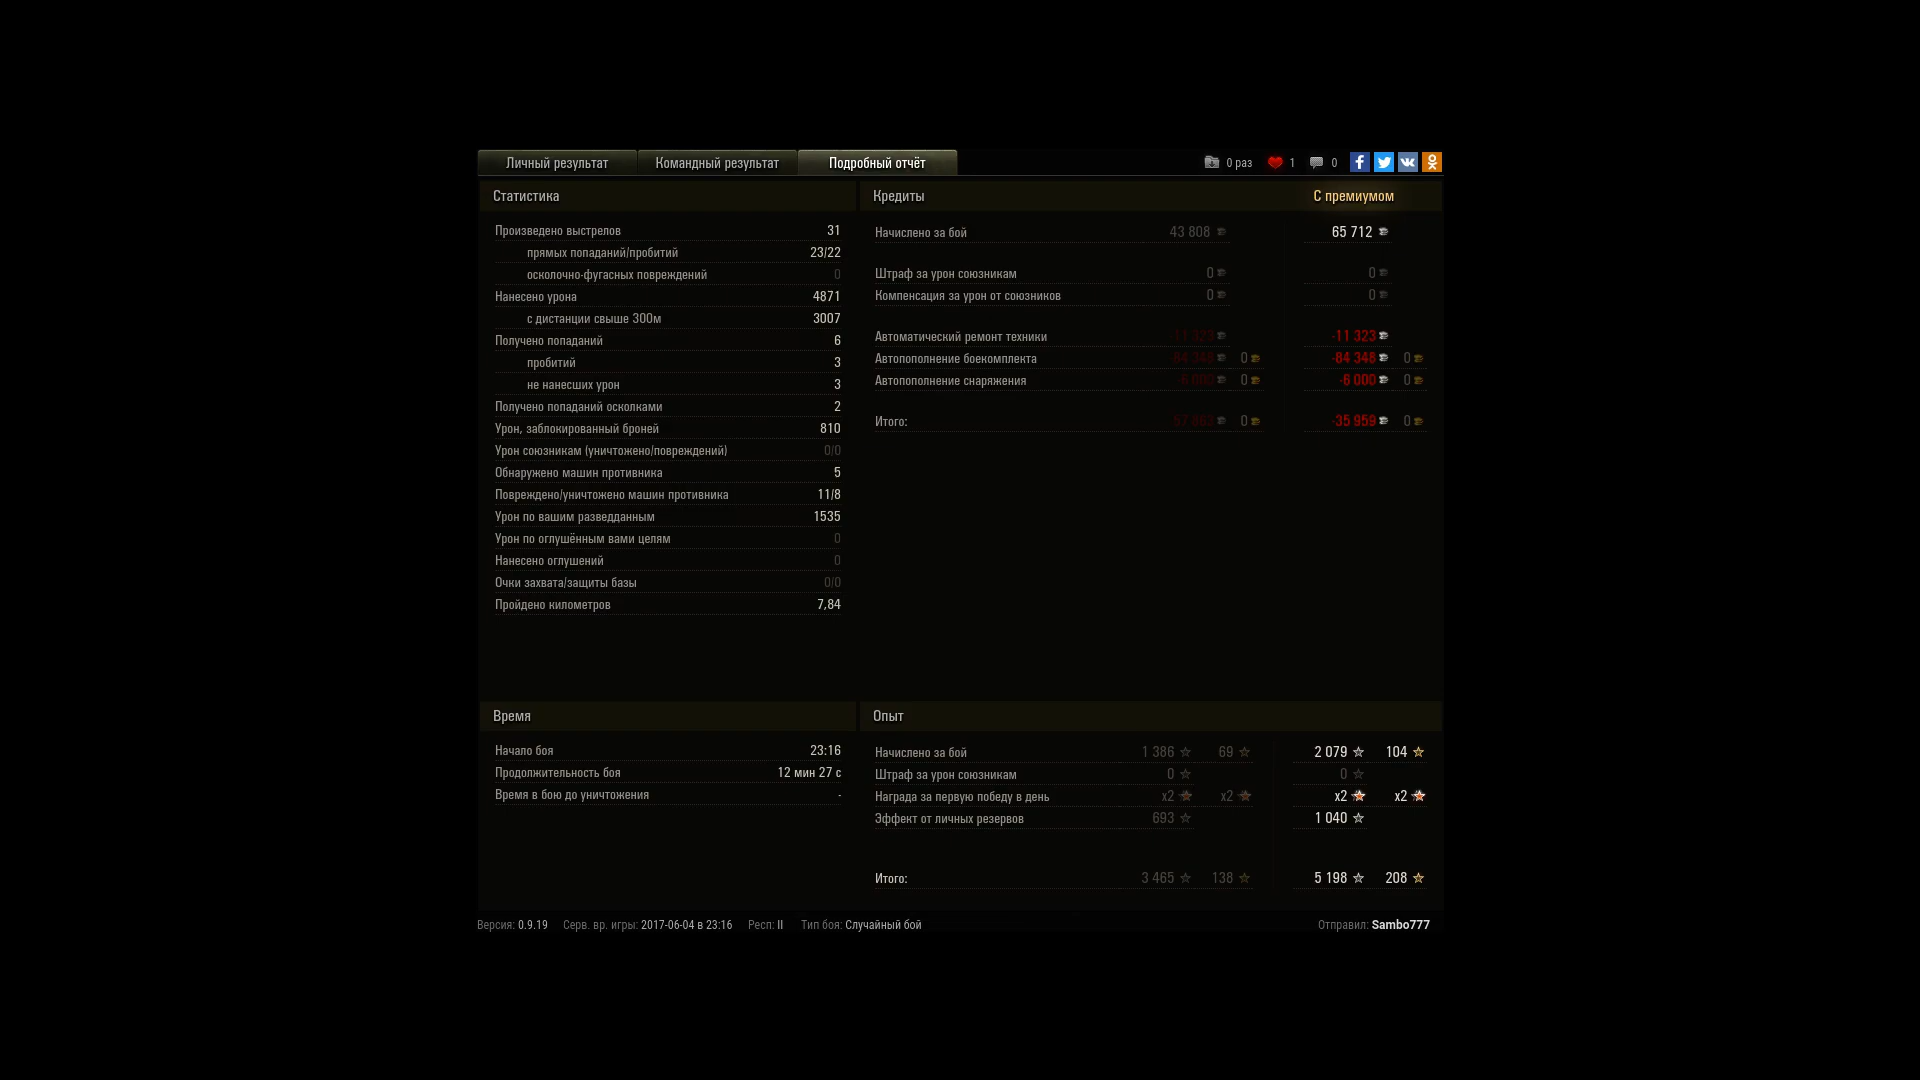 Личный результат Командный результат Подробный отчёт 0 раз 1 0
Статистика
Произведено выстрелов 31
прямых попаданий/пробитий 23/22
осколочно-фугасных повреждений 0
Нанесено урона 4871
с дистанции свыше 300м 3007
Получено попаданий 6
пробитий 3
не нанесших урон 3
Получено попаданий осколками 2
Урон, заблокированный броней 810
Урон союзникам (уничтожено/повреждений) 0/0
Обнаружено машин противника 5
Повреждено/уничтожено машин противника 11/8
Урон по вашим разведданным 1535
Урон по оглушённым вами целям 0
Нанесено оглушений 0
Очки захвата/защиты базы 0/0
Пройдено километров 7,84
Кредиты С премиумом
Начислено за бой 43 808 65 712
Штраф за урон союзникам 0 0
Компенсация за урон от союзников 0 0
Автоматический ремонт техники -11 323 -11 323
Автопополнение боекомплекта -84 348 0 -84 348 0
Автопополнение снаряжения -6 000 0 -6 000 0
Итого: -57 863 0 -35 959 0
Время
Начало боя 23:16
Продолжительность боя 12 мин 27 с
Время в бою до уничтожения -
Опыт
Начислено за бой 1 386 69 2 079 104
Штраф за урон союзникам 0 0
Награда за первую победу в день x2 x2 x2 x2
Эффект от личных резервов 693 1 040
Итого: 3 465 138 5 198 208
Версия: 0.9.19 Серв. вр. игры: 2017-06-04 в 23:16 Респ: II Тип боя: Случайный бой Отправил: Sambo777